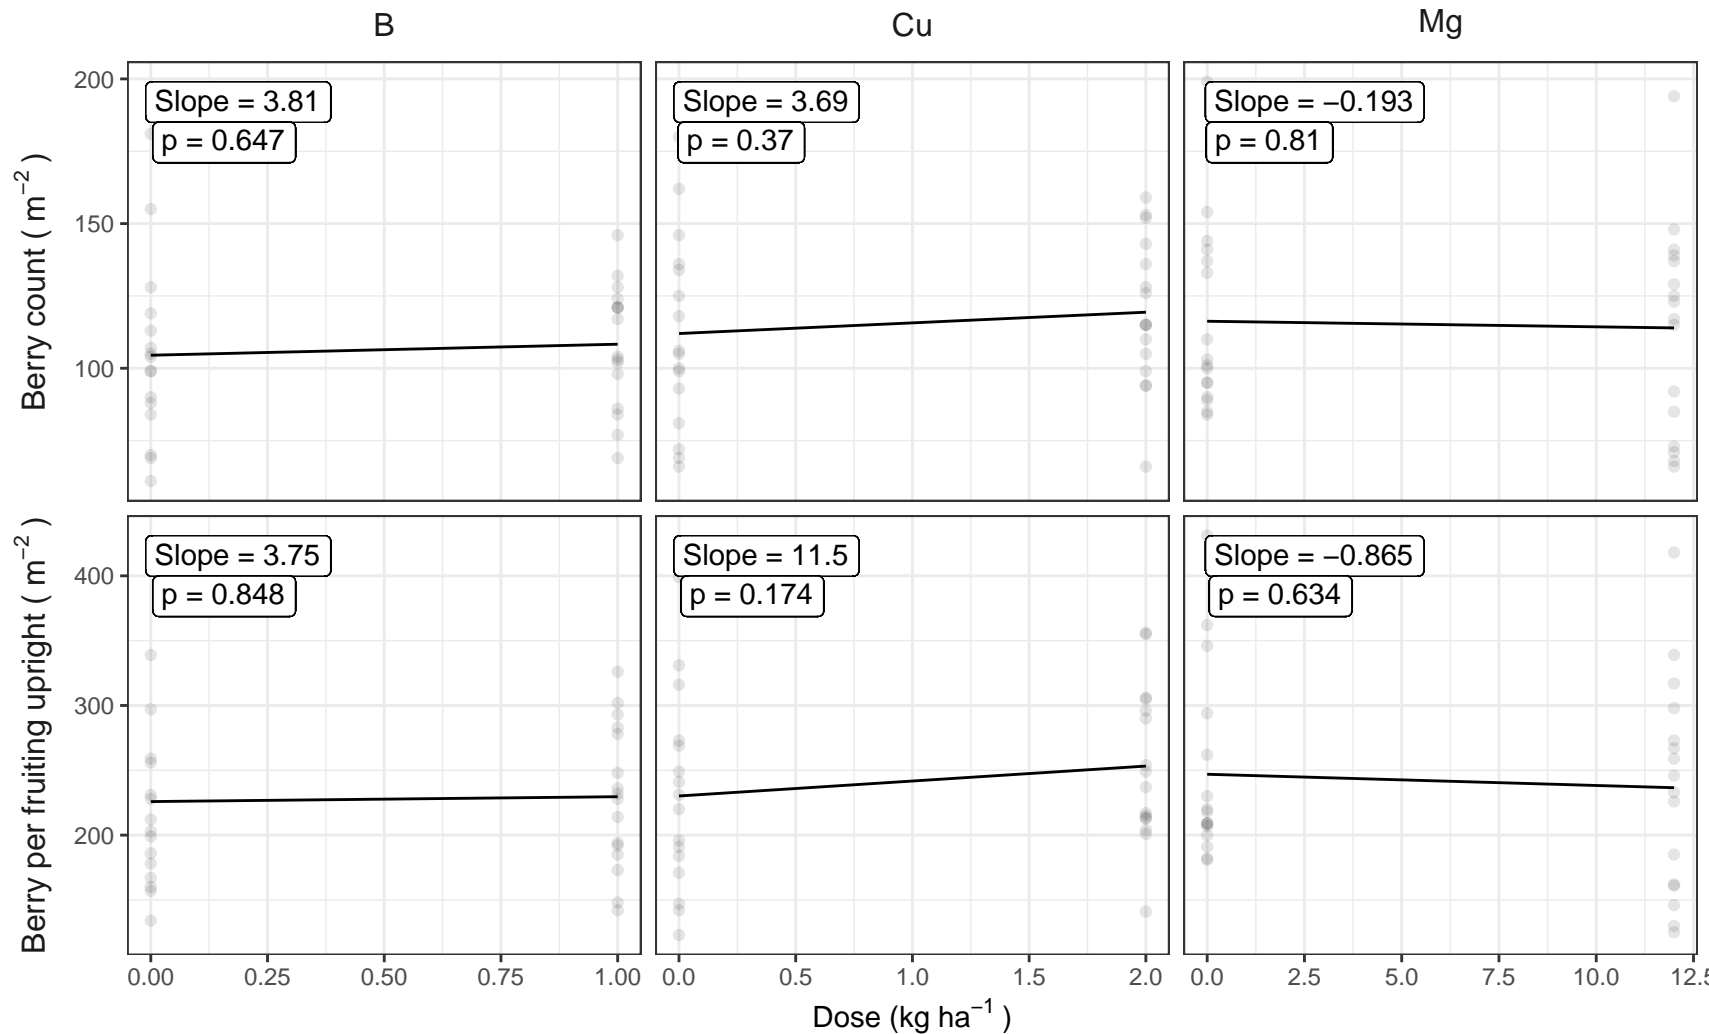 B Cu Mg
Berry count ( m⁻² )
200
150
100
Slope = 3.81
p = 0.647
Slope = 3.69
p = 0.37
Slope = −0.193
p = 0.81
Berry per fruiting upright ( m⁻²)
400
300
200
Slope = 3.75
p = 0.848
Slope = 11.5
p = 0.174
Slope = −0.865
p = 0.634
0.00 0.25 0.50 0.75 1.00 0.0 0.5 1.0 1.5 2.0 0.0 2.5 5.0 7.5 10.0 12.5
Dose (kg ha⁻¹ )